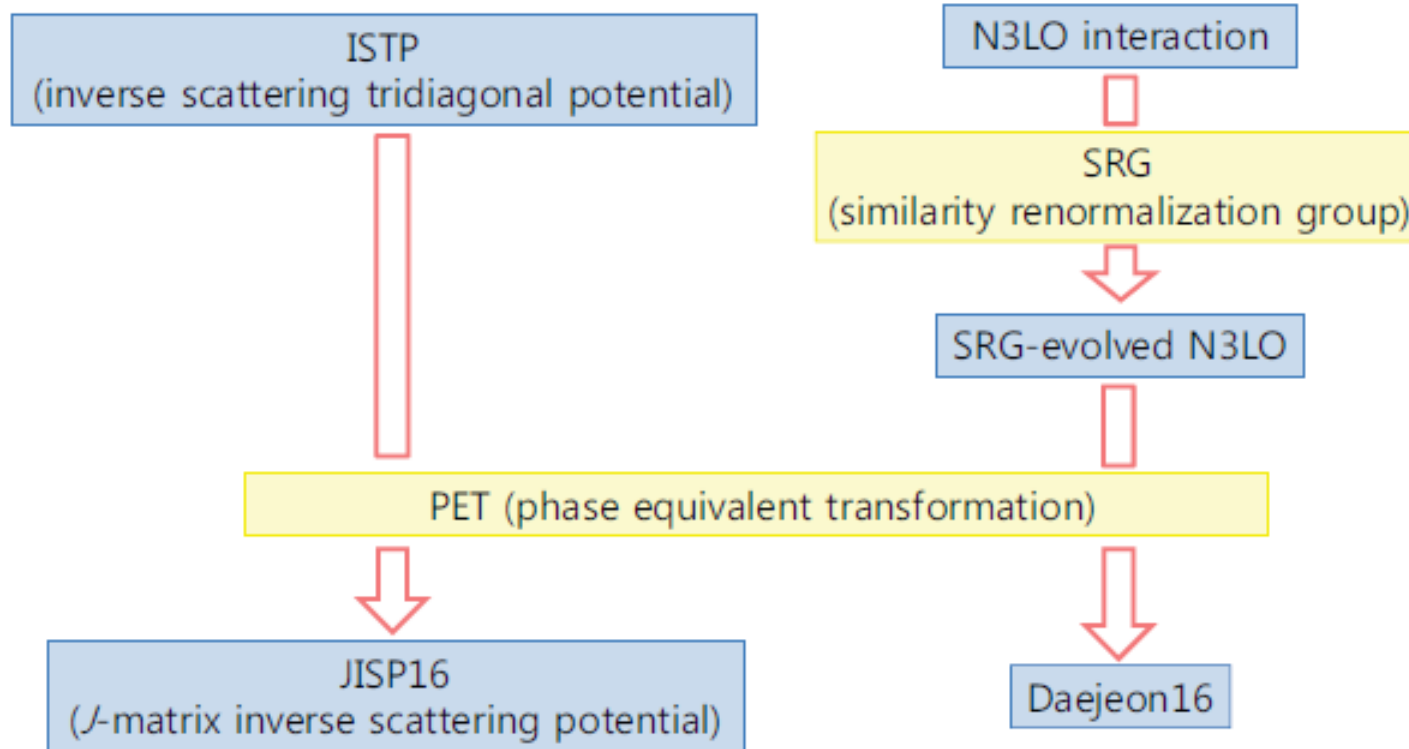 ISTP
(inverse scattering tridiagonal potential)
N3LO interaction
SRG
(similarity renormalization group)
SRG-evolved N3LO
PET (phase equivalent transformation)
JISP16
(J-matrix inverse scattering potential)
Daejeon16